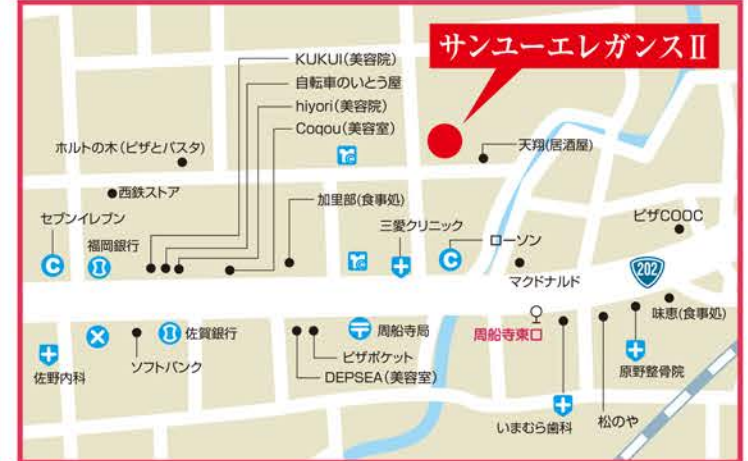 サンユーエレガンスⅡ
KUKUI(美容院)
自転車のいとう屋
hiyori(美容院)
Coqou(美容室)
ホルトの木(ピザとパスタ)
天翔(居酒屋)
西鉄ストア
加里部(食事処)
セブンイレブン
福岡銀行
三愛クリニック
ローソン
ピザCOOC
C
C
マクドナルド
202
味恵(食事処)
佐賀銀行
周船寺局
周船寺東口
ソフトバンク
ピザポケット
佐野内科
DEPSEA(美容室)
原野整骨院
いまむら歯科
松のや